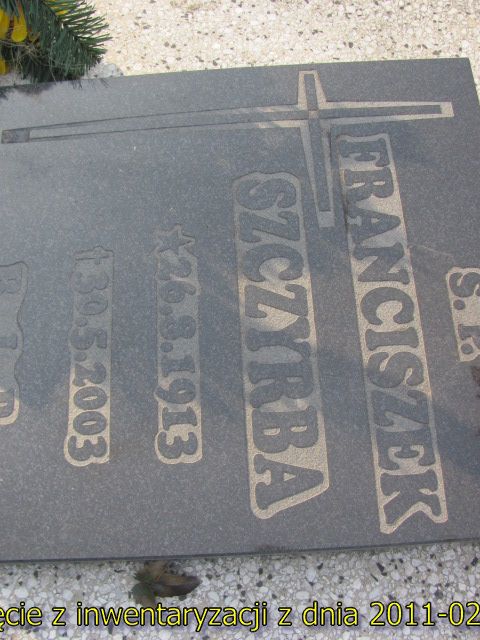 Ś.P.
FRANCISZEK
SZCZYRBA
☆26.8.1913
†30.5.2003
ęcie z inwentaryzacji z dnia 2011-02